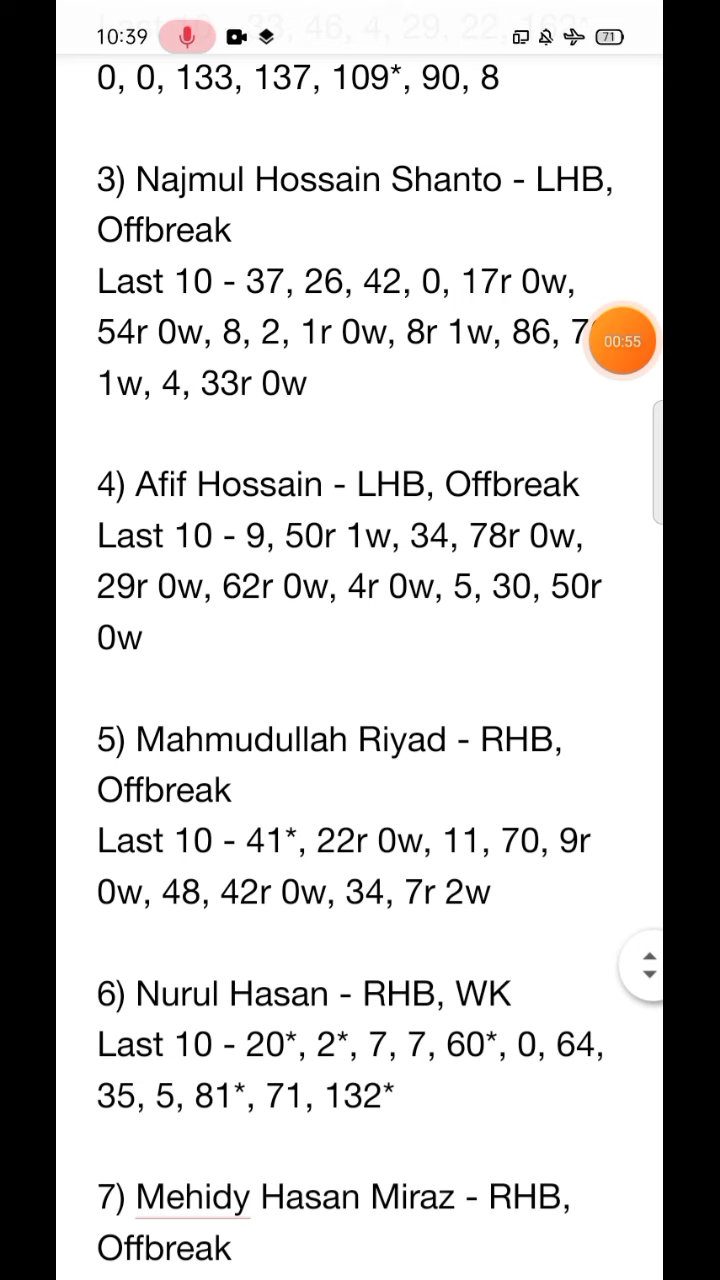 10:39
71
0, 0, 133, 137, 109*, 90, 8
3) Najmul Hossain Shanto - LHB,
Offbreak
Last 10 - 37, 26, 42, 0, 17r 0w,
54r 0w, 8, 2, 1r 0w, 8r 1w, 86, 7
00:55
1w, 4, 33r 0w
4) Afif Hossain - LHB, Offbreak
Last 10 - 9, 50r 1w, 34, 78r 0w,
29r 0w, 62r 0w, 4r 0w, 5, 30, 50r
0w
5) Mahmudullah Riyad - RHB,
Offbreak
Last 10 - 41*, 22r 0w, 11, 70, 9r
0w, 48, 42r 0w, 34, 7r 2w
6) Nurul Hasan - RHB, WK
Last 10 - 20*, 2*, 7, 7, 60*, 0, 64,
35, 5, 81*, 71, 132*
7) Mehidy Hasan Miraz - RHB,
Offbreak